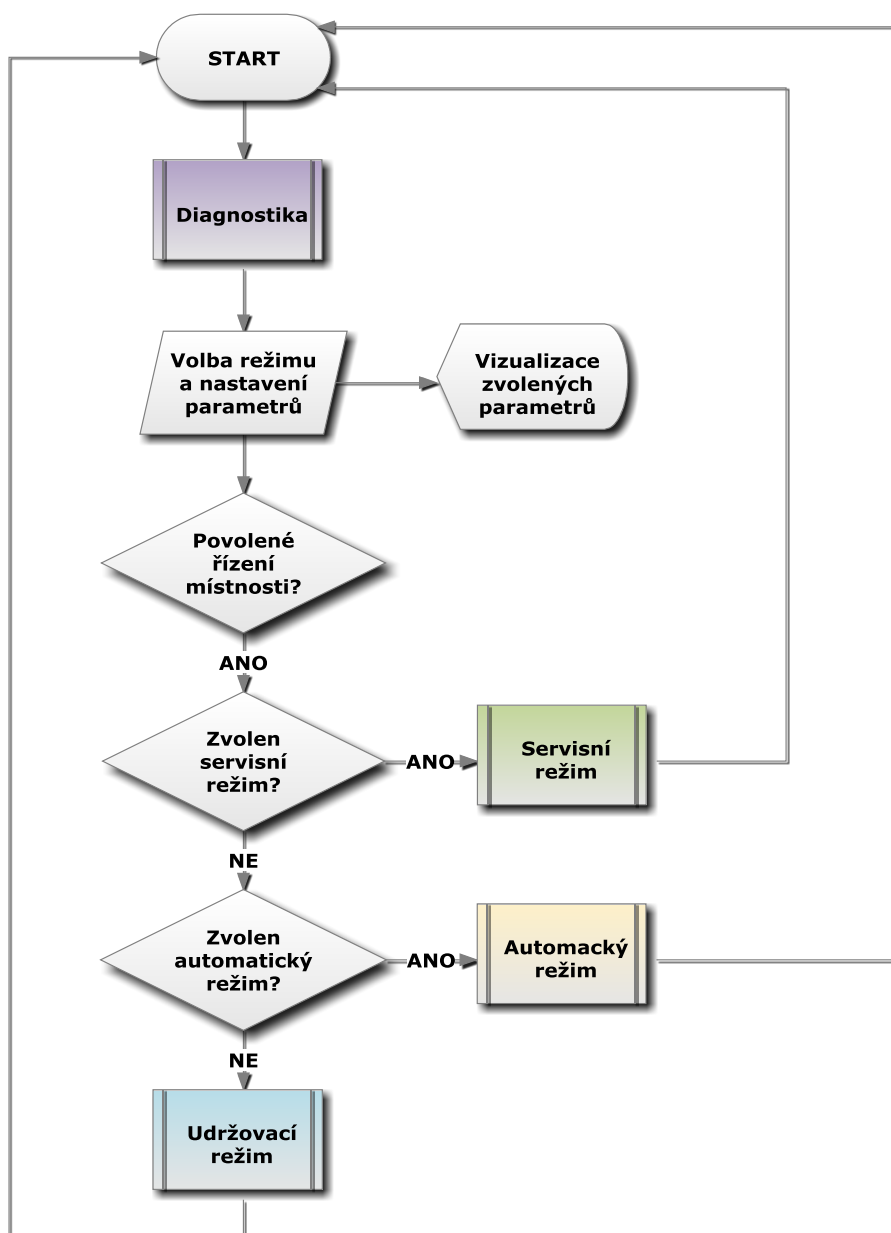 START
Diagnostika
Volba režimu
a nastavení
parametrů
Vizualizace
zvolených
parametrů
Povolené
řízení
místnosti?
ANO
Zvolen
servisní
režim?
ANO
Servisní
režim
NE
Zvolen
automatický
režim?
ANO
Automacký
režim
NE
Udržovací
režim